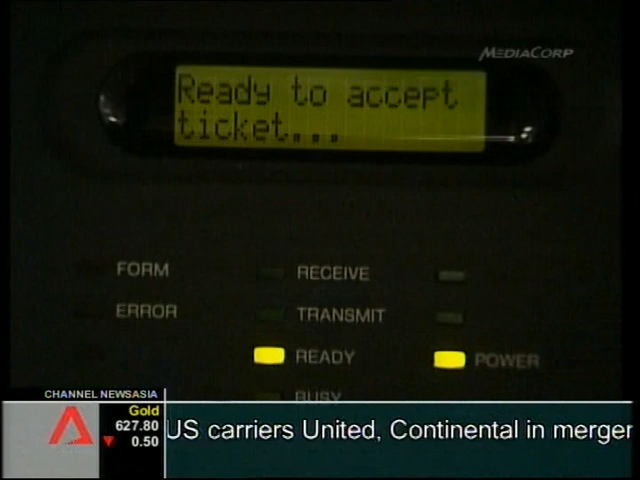 MEDIACORP
Ready to accept
ticket...
FORM
RECEIVE
ERROR
TRANSMIT
READY
POWER
BUSY
CHANNEL NEWSASIA
Gold
627.80
0.50
US carriers United, Continental in merger